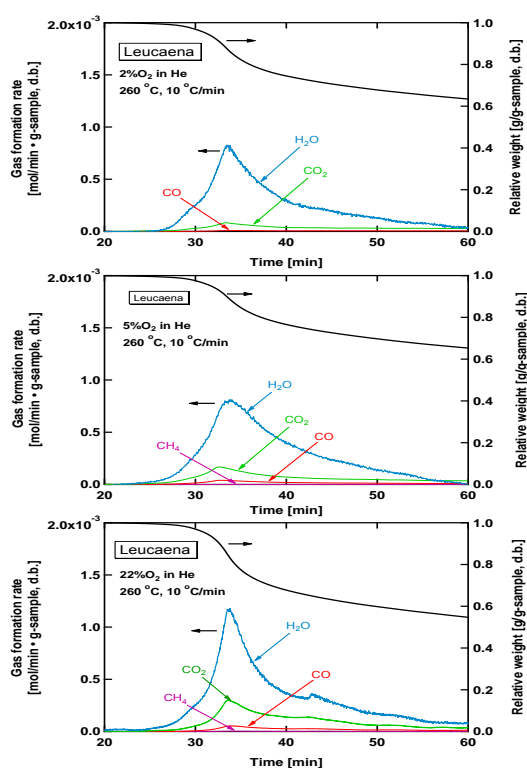 2.0x10⁻³
1.5
1.0
0.5
0.0
Gas formation rate
[mol/min • g-sample, d.b.]
Leucaena
2%O₂ in He
260 °C, 10 °C/min
H₂O
CO₂
CO
1.0
0.8
0.6
0.4
0.2
0.0
Relative weight [g/g-sample, d.b.]
20 30 40 50 60
Time [min]
2.0x10⁻³
1.5
1.0
0.5
0.0
Gas formation rate
[mol/min • g-sample, d.b.]
Leucaena
5%O₂ in He
260 °C, 10 °C/min
H₂O
CO₂
CO
CH₄
1.0
0.8
0.6
0.4
0.2
0.0
Relative weight [g/g-sample, d.b.]
20 30 40 50 60
Time [min]
2.0x10⁻³
1.5
1.0
0.5
0.0
Gas formation rate
[mol/min • g-sample, d.b.]
Leucaena
22%O₂ in He
260 °C, 10 °C/min
H₂O
CO₂
CO
CH₄
1.0
0.8
0.6
0.4
0.2
0.0
Relative weight [g/g-sample, d.b.]
20 30 40 50 60
Time [min]